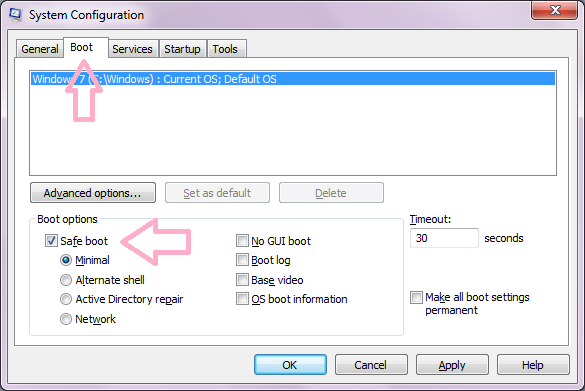 System Configuration
General Boot Services Startup Tools
Windows 7 (C:\Windows) : Current OS; Default OS
Advanced options... Set as default Delete
Boot options
Safe boot
Minimal
Alternate shell
Active Directory repair
Network
No GUI boot
Boot log
Base video
OS boot information
Timeout:
30 seconds
Make all boot settings
permanent
OK Cancel Apply Help